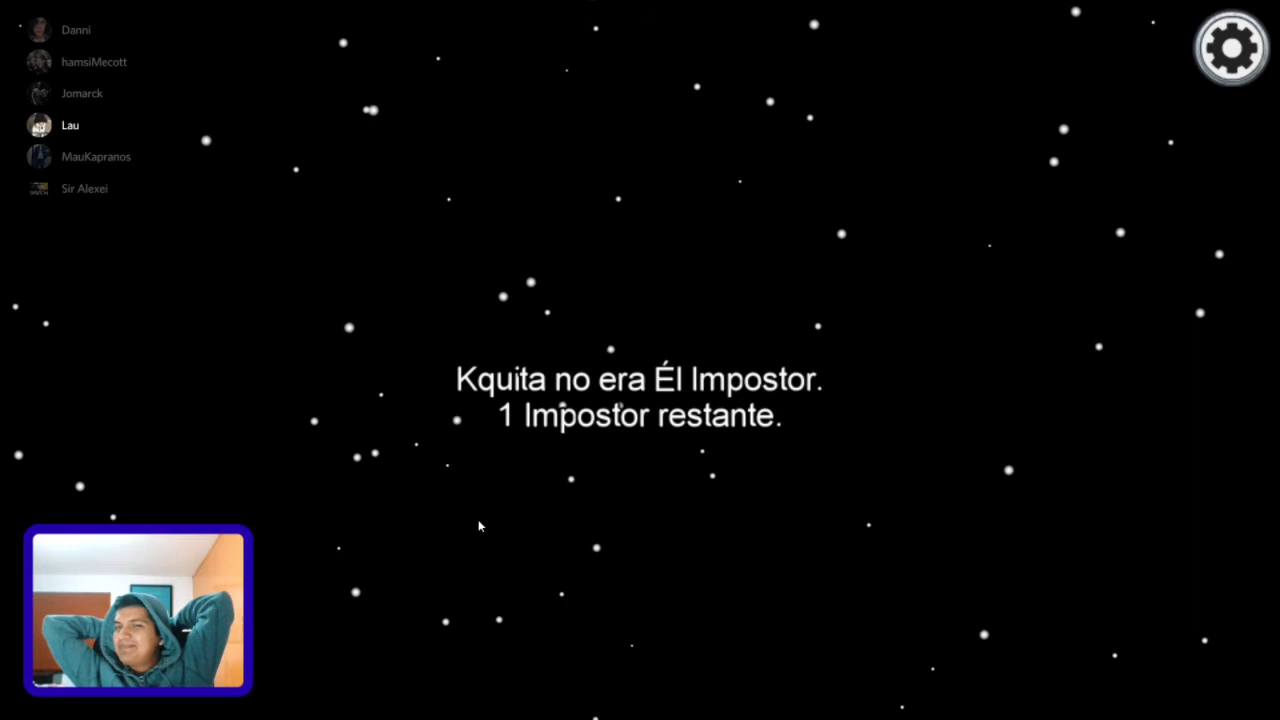 Danni
hamsiMecott
Jomarck
Lau
MauKapranos
Sir Alexei
Kquita no era Él Impostor.
1 Impostor restante.